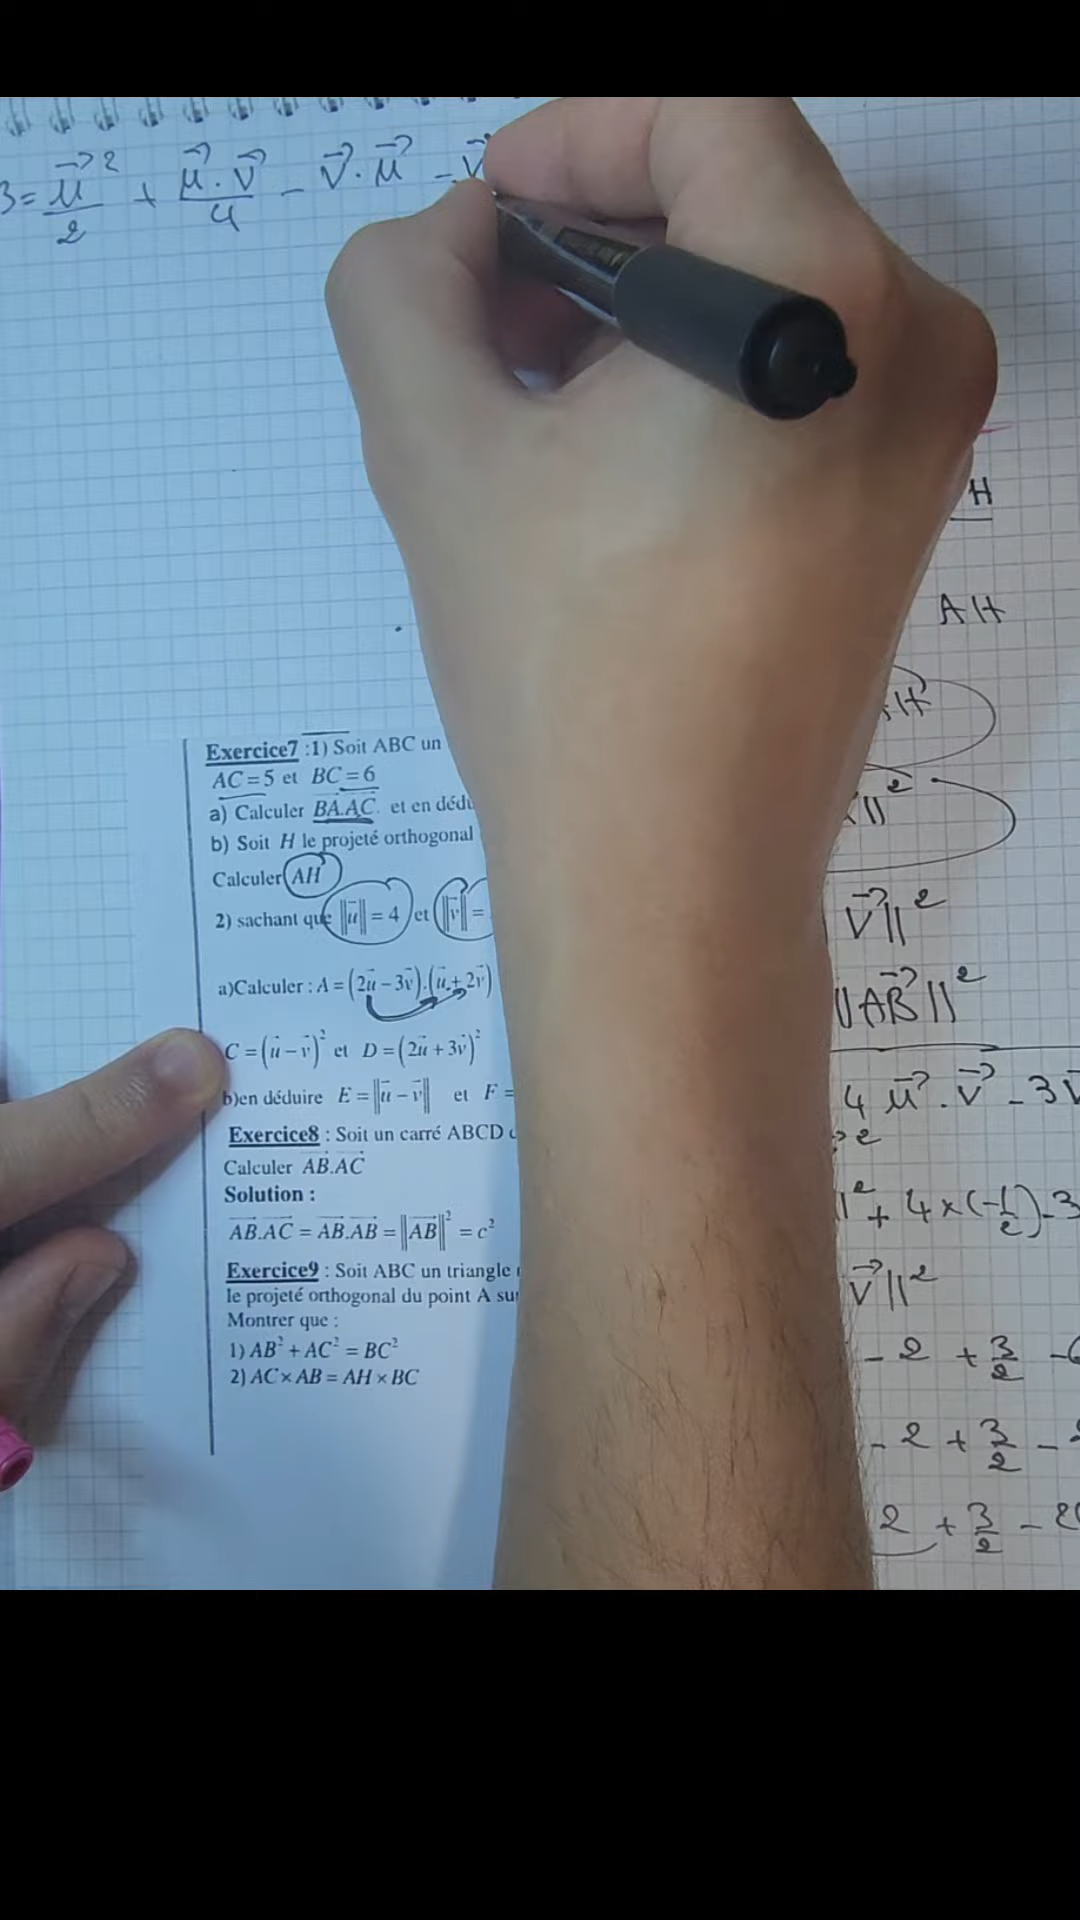 3 = u⃗²/2 + u⃗ . v⃗/4 - v⃗ . u⃗ - v⃗
H
AH
AH
||²
v⃗||²
||AB⃗||²
4 u⃗ . v⃗ - 3 v⃗
² + 4 x (-1/2) - 3
v⃗||²
- 2 + 3/2 - 6
- 2 + 3/2 -
2 + 3/2 - 2
Exercice7 :1) Soit ABC un
AC = 5 et BC = 6
a) Calculer BA.AC. et en dédu
b) Soit H le projeté orthogonal
Calculer AH
2) sachant que ||u⃗|| = 4 et ||v⃗|| =
a)Calculer : A = (2u⃗ - 3v⃗).(u⃗ + 2v⃗)
C = (u⃗ - v⃗)² et D = (2u⃗ + 3v⃗)²
b)en déduire E = ||u⃗ - v⃗|| et F =
Exercice8 : Soit un carré ABCD
Calculer AB.AC
Solution :
AB.AC = AB.AB = ||AB||² = c²
Exercice9 : Soit ABC un triangle
le projeté orthogonal du point A su
Montrer que :
1) AB² + AC² = BC²
2) AC × AB = AH × BC